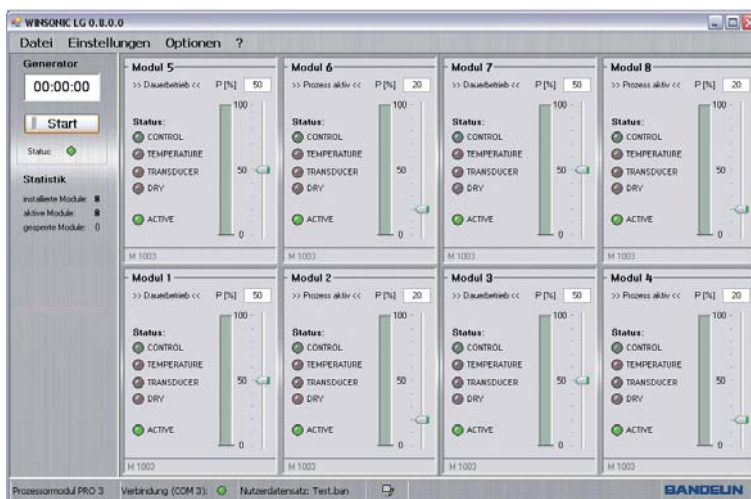 WINSONIC LG 0.8.0.0
Datei Einstellungen Optionen ?
Generator
00:00:00
Start
Status:
Statistik
installierte Module: 8
aktive Module: 8
gesperrte Module: 0
Modul 5
>> Dauerbetrieb << P [%] 50
100
Status:
CONTROL
TEMPERATURE
TRANSDUCER
50
DRY
ACTIVE
0
M 1003
Modul 6
>> Prozess aktiv << P [%] 20
100
Status:
CONTROL
TEMPERATURE
TRANSDUCER
50
DRY
ACTIVE
0
M 1003
Modul 7
>> Dauerbetrieb << P [%] 50
100
Status:
CONTROL
TEMPERATURE
TRANSDUCER
50
DRY
ACTIVE
0
M 1003
Modul 8
>> Prozess aktiv << P [%] 20
100
Status:
CONTROL
TEMPERATURE
TRANSDUCER
50
DRY
ACTIVE
0
M 1003
Modul 1
>> Dauerbetrieb << P [%] 50
100
Status:
CONTROL
TEMPERATURE
TRANSDUCER
50
DRY
ACTIVE
0
M 1003
Modul 2
>> Prozess aktiv << P [%] 20
100
Status:
CONTROL
TEMPERATURE
TRANSDUCER
50
DRY
ACTIVE
0
M 1003
Modul 3
>> Dauerbetrieb << P [%] 50
100
Status:
CONTROL
TEMPERATURE
TRANSDUCER
50
DRY
ACTIVE
0
M 1003
Modul 4
>> Prozess aktiv << P [%] 20
100
Status:
CONTROL
TEMPERATURE
TRANSDUCER
50
DRY
ACTIVE
0
M 1003
Prozessormodul PRO 3 Verbindung (COM 3): Nutzerdatensatz: Test.ban BANDELIN